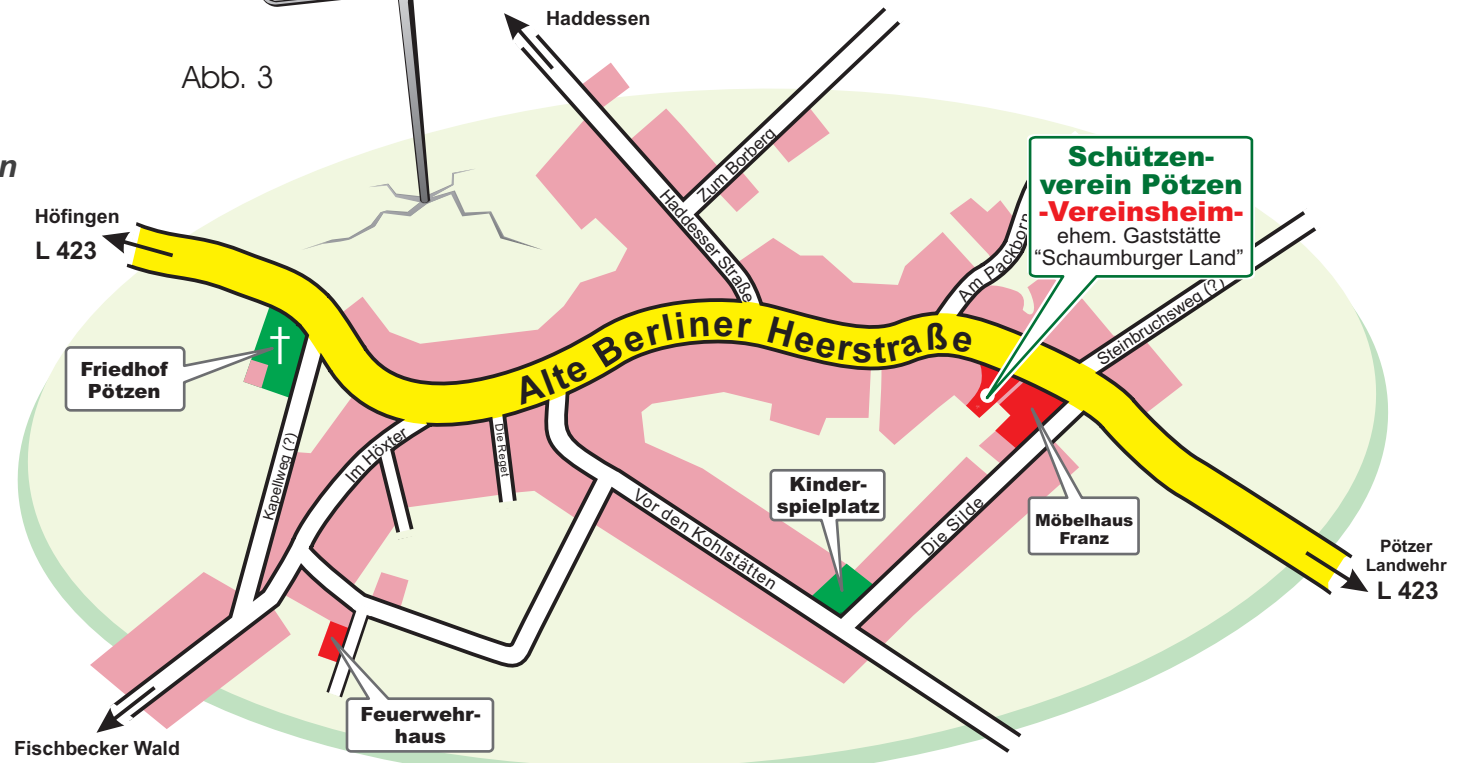 Haddessen
Abb. 3
n
Höfingen
L 423
Zum Borberg
Haddesser Straße
Am Packborn
Schützen-
verein Pötzen
-Vereinsheim-
ehem. Gaststätte
“Schaumburger Land”
Steinbruchsweg (?)
Alte Berliner Heerstraße
Friedhof
Pötzen
Kapellweg (?)
Im Höxter
Die Reget
Vor den Kohlstätten
Kinder-
spielplatz
Die Silde
Möbelhaus
Franz
Pötzer
Landwehr
L 423
Feuerwehr-
haus
Fischbecker Wald